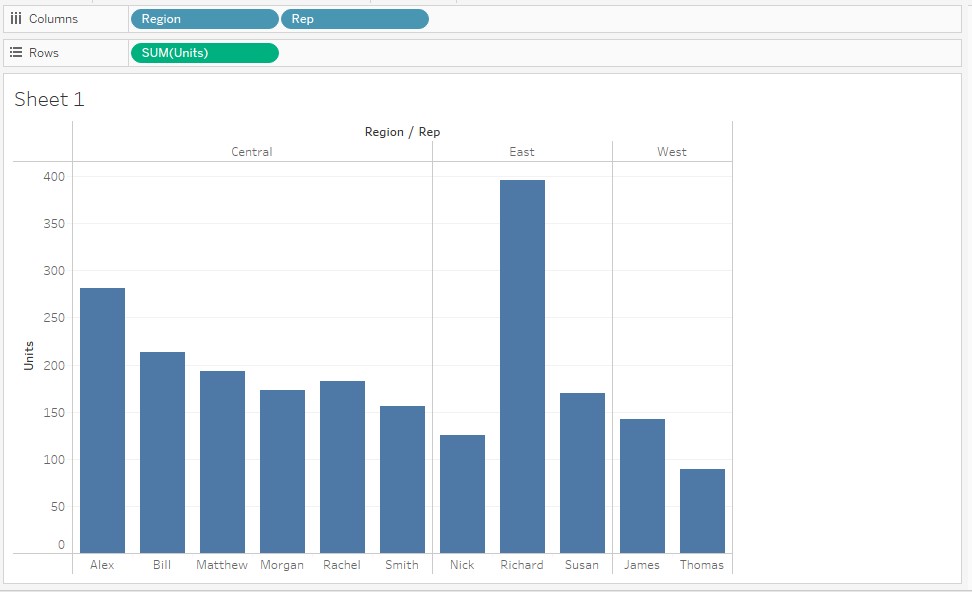 Columns Region Rep
Rows SUM(Units)
Sheet 1
Region / Rep
Central East West
400
350
300
250
200
150
100
50
0
Units
Alex Bill Matthew Morgan Rachel Smith Nick Richard Susan James Thomas